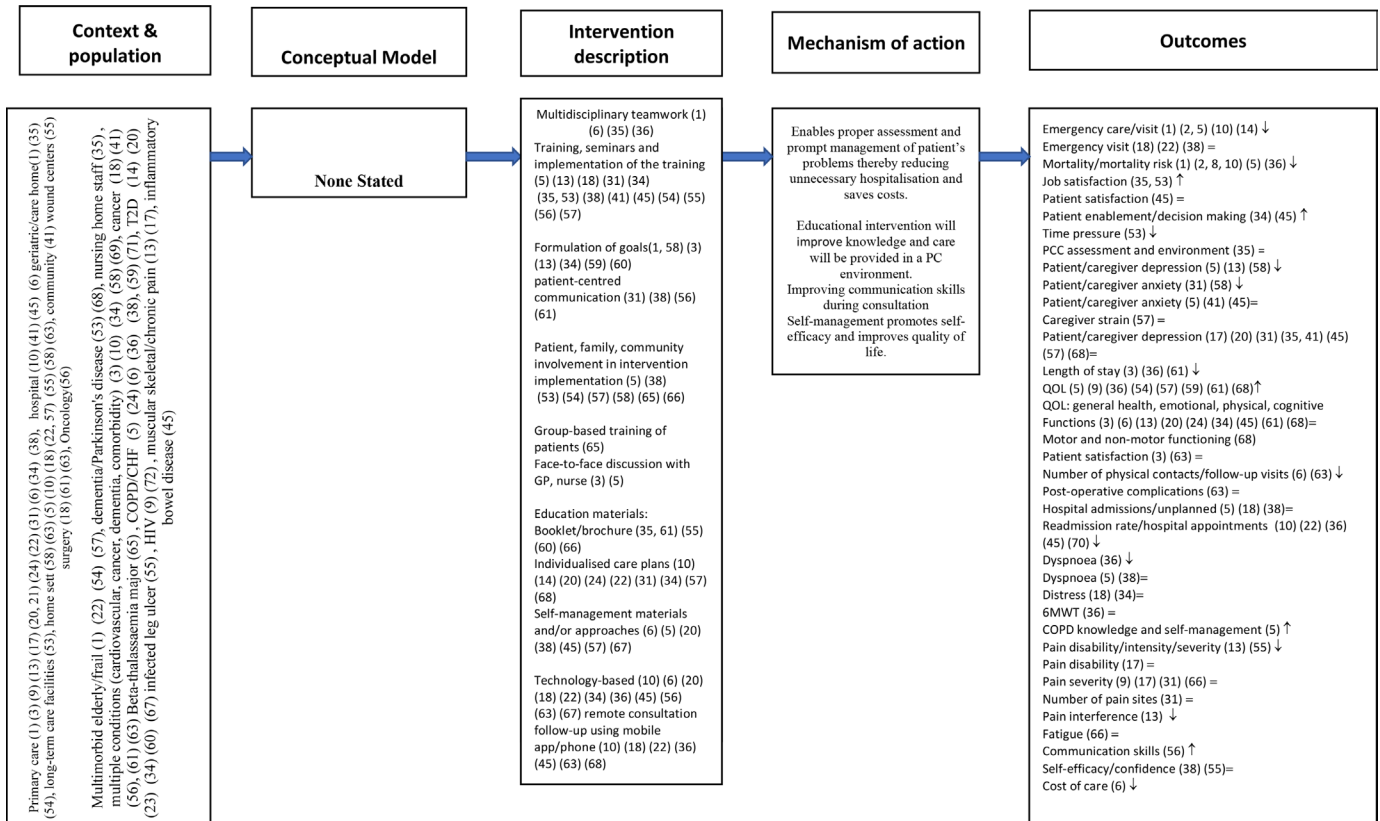 Context &
population
Conceptual Model
Intervention
description
Mechanism of action
Outcomes
Primary care (1) (3) (9) (13) (17) (20, 21) (24) (22) (31) (6) (34) (38), hospital (10) (41) (45) (6) geriatric/care home(1) (35)
(54), long-term care facilities (53), home sett (58) (63) (5) (10) (18) (22, 57) (55) (58) (63), community (41) wound centers (55)
surgery (18) (61) (63), Oncology(56)
Multimorbid elderly/frail (1) (22) (54) (57), dementia/Parkinson's disease (53) (68), nursing home staff (35) ,
multiple conditions (cardiovascular, cancer, dementia, comorbidity) (3) (10) (34) (58) (69), cancer (18) (41)
(56), (61) (63) Beta-thalassaemia major (65) , COPD/CHF (5) (24) (6) (36) (38), (59) (71), T2D (14) (20)
(23) (34) (60) (67) infected leg ulcer (55) , HIV (9) (72) , muscular skeletal/chronic pain (13) (17), inflammatory
bowel disease (45)
None Stated
Multidisciplinary teamwork (1)
(6) (35) (36)
Training, seminars and
implementation of the training
(5) (13) (18) (31) (34)
(35, 53) (38) (41) (45) (54) (55)
(56) (57)
Formulation of goals(1, 58) (3)
(13) (34) (59) (60)
patient-centred
communication (31) (38) (56)
(61)
Patient, family, community
involvement in intervention
implementation (5) (38)
(53) (54) (57) (58) (65) (66)
Group-based training of
patients (65)
Face-to-face discussion with
GP, nurse (3) (5)
Education materials:
Booklet/brochure (35, 61) (55)
(60) (66)
Individualised care plans (10)
(14) (20) (24) (22) (31) (34) (57)
(68)
Self-management materials
and/or approaches (6) (5) (20)
(38) (45) (57) (67)
Technology-based (10) (6) (20)
(18) (22) (34) (36) (45) (56)
(63) (67) remote consultation
follow-up using mobile
app/phone (10) (18) (22) (36)
(45) (63) (68)
Enables proper assessment and
prompt management of patient's
problems thereby reducing
unnecessary hospitalisation and
saves costs.
Educational intervention will
improve knowledge and care
will be provided in a PC
environment.
Improving communication skills
during consultation
Self-management promotes self-
efficacy and improves quality of
life.
Emergency care/visit (1) (2, 5) (10) (14) ↓
Emergency visit (18) (22) (38) =
Mortality/mortality risk (1) (2, 8, 10) (5) (36) ↓
Job satisfaction (35, 53) ↑
Patient satisfaction (45) =
Patient enablement/decision making (34) (45) ↑
Time pressure (53) ↓
PCC assessment and environment (35) =
Patient/caregiver depression (5) (13) (58) ↓
Patient/caregiver anxiety (31) (58) ↓
Patient/caregiver anxiety (5) (41) (45)=
Caregiver strain (57) =
Patient/caregiver depression (17) (20) (31) (35, 41) (45)
(57) (68)=
Length of stay (3) (36) (61) ↓
QOL (5) (9) (36) (54) (57) (59) (61) (68)↑
QOL: general health, emotional, physical, cognitive
Functions (3) (6) (13) (20) (24) (34) (45) (61) (68)=
Motor and non-motor functioning (68)
Patient satisfaction (3) (63) =
Number of physical contacts/follow-up visits (6) (63) ↓
Post-operative complications (63) =
Hospital admissions/unplanned (5) (18) (38)=
Readmission rate/hospital appointments (10) (22) (36)
(45) (70) ↓
Dyspnoea (36) ↓
Dyspnoea (5) (38)=
Distress (18) (34)=
6MWT (36) =
COPD knowledge and self-management (5) ↑
Pain disability/intensity/severity (13) (55) ↓
Pain disability (17) =
Pain severity (9) (17) (31) (66) =
Number of pain sites (31) =
Pain interference (13) ↓
Fatigue (66) =
Communication skills (56) ↑
Self-efficacy/confidence (38) (55)=
Cost of care (6) ↓